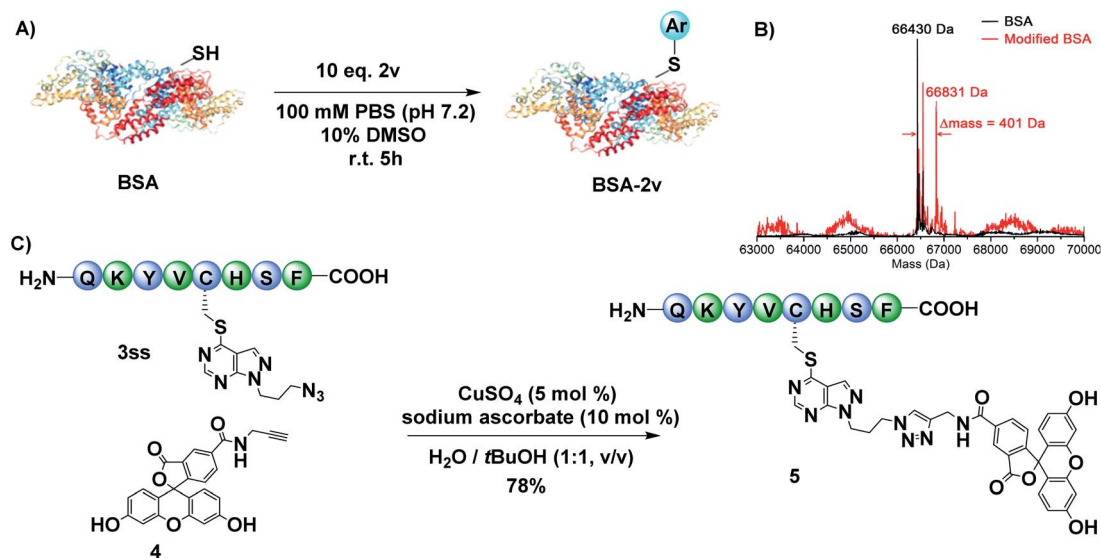 A)
SH
BSA
10 eq. 2v
100 mM PBS (pH 7.2)
10% DMSO
r.t. 5h
Ar
S
BSA-2v
B)
BSA
Modified BSA
66430 Da
66831 Da
Δmass = 401 Da
63000 64000 65000 66000 67000 68000 69000 70000
Mass (Da)
C)
H₂N Q K Y V C H S F COOH
S
3ss
N
N
N
N
N₃
O
N
H
O
O
HO
O
OH
4
CuSO₄ (5 mol %)
sodium ascorbate (10 mol %)
H₂O / tBuOH (1:1, v/v)
78%
H₂N Q K Y V C H S F COOH
S
N
N
N
N
N
N=N
N
H
O
OH
O
O
O
OH
5